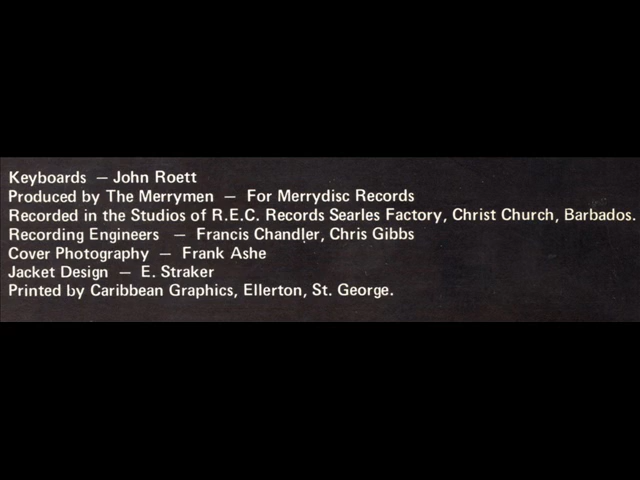 Keyboards — John Roett
Produced by The Merrymen — For Merrydisc Records
Recorded in the Studios of R.E.C. Records Searles Factory, Christ Church, Barbados.
Recording Engineers — Francis Chandler, Chris Gibbs
Cover Photography — Frank Ashe
Jacket Design — E. Straker
Printed by Caribbean Graphics, Ellerton, St. George.